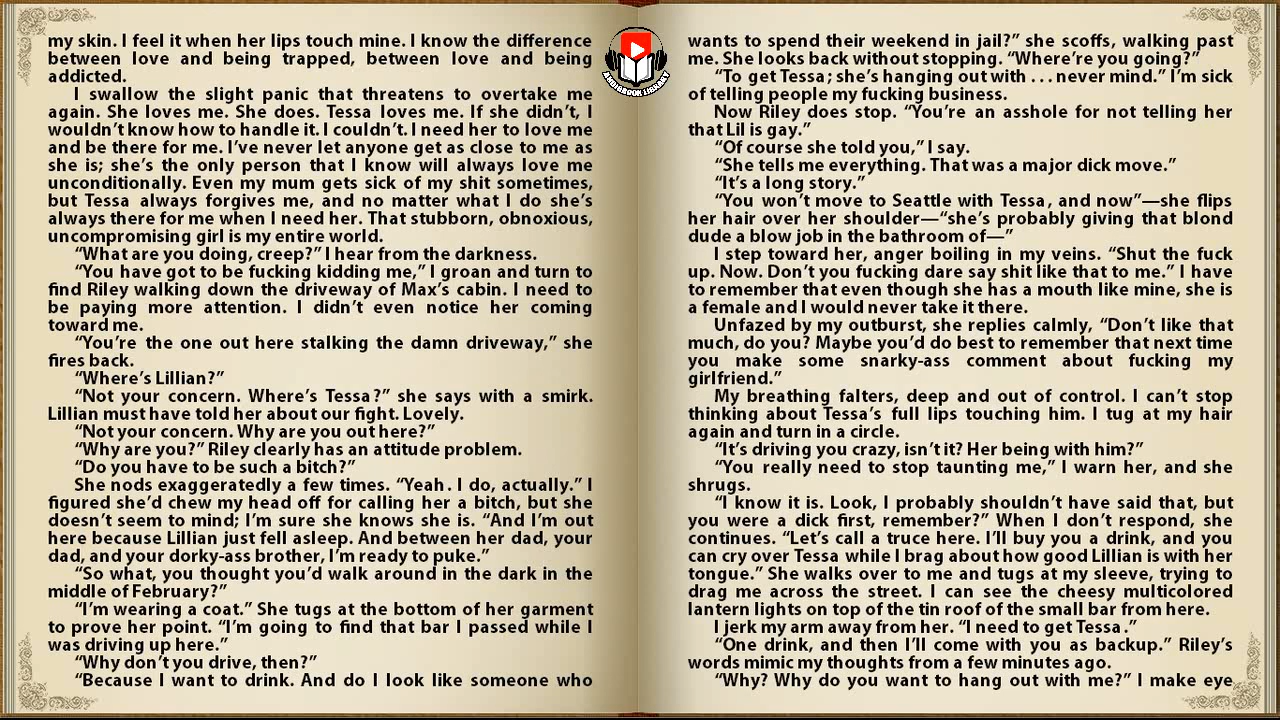 my skin. I feel it when her lips touch mine. I know the difference
between love and being trapped, between love and being
addicted.
I swallow the slight panic that threatens to overtake me
again. She loves me. She does. Tessa loves me. If she didn't, I
wouldn't know how to handle it. I couldn't. I need her to love me
and be there for me. I've never let anyone get as close to me as
she is; she's the only person that I know will always love me
unconditionally. Even my mum gets sick of my shit sometimes,
but Tessa always forgives me, and no matter what I do she's
always there for me when I need her. That stubborn, obnoxious,
uncompromising girl is my entire world.
“What are you doing, creep?” I hear from the darkness.
“You have got to be fucking kidding me,” I groan and turn to
find Riley walking down the driveway of Max's cabin. I need to
be paying more attention. I didn't even notice her coming
toward me.
“You're the one out here stalking the damn driveway,” she
fires back.
“Where's Lillian?”
“Not your concern. Where's Tessa?” she says with a smirk.
Lillian must have told her about our fight. Lovely.
“Not your concern. Why are you out here?”
“Why are you?” Riley clearly has an attitude problem.
“Do you have to be such a bitch?”
She nods exaggeratedly a few times. “Yeah. I do, actually.” I
figured she'd chew my head off for calling her a bitch, but she
doesn't seem to mind; I'm sure she knows she is. “And I'm out
here because Lillian just fell asleep. And between her dad, your
dad, and your dorky-ass brother, I'm ready to puke.”
“So what, you thought you'd walk around in the dark in the
middle of February?”
“I'm wearing a coat.” She tugs at the bottom of her garment
to prove her point. “I'm going to find that bar I passed while I
was driving up here.”
“Why don't you drive, then?”
“Because I want to drink. And do I look like someone who
AUDIOBOOK LIBRARY
wants to spend their weekend in jail?” she scoffs, walking past
me. She looks back without stopping. “Where're you going?”
“To get Tessa; she's hanging out with . . . never mind.” I'm sick
of telling people my fucking business.
Now Riley does stop. “You're an asshole for not telling her
that Lil is gay.”
“Of course she told you,” I say.
“She tells me everything. That was a major dick move.”
“It's a long story.”
“You won't move to Seattle with Tessa, and now”—she flips
her hair over her shoulder—“she's probably giving that blond
dude a blow job in the bathroom of—”
I step toward her, anger boiling in my veins. “Shut the fuck
up. Now. Don't you fucking dare say shit like that to me.” I have
to remember that even though she has a mouth like mine, she is
a female and I would never take it there.
Unfazed by my outburst, she replies calmly, “Don't like that
much, do you? Maybe you'd do best to remember that next time
you make some snarky-ass comment about fucking my
girlfriend.”
My breathing falters, deep and out of control. I can't stop
thinking about Tessa's full lips touching him. I tug at my hair
again and turn in a circle.
“It's driving you crazy, isn't it? Her being with him?”
“You really need to stop taunting me,” I warn her, and she
shrugs.
“I know it is. Look, I probably shouldn't have said that, but
you were a dick first, remember?” When I don't respond, she
continues. “Let's call a truce here. I'll buy you a drink, and you
can cry over Tessa while I brag about how good Lillian is with her
tongue.” She walks over to me and tugs at my sleeve, trying to
drag me across the street. I can see the cheesy multicolored
lantern lights on top of the tin roof of the small bar from here.
I jerk my arm away from her. “I need to get Tessa.”
“One drink, and then I'll come with you as backup.” Riley's
words mimic my thoughts from a few minutes ago.
“Why? Why do you want to hang out with me?” I make eye